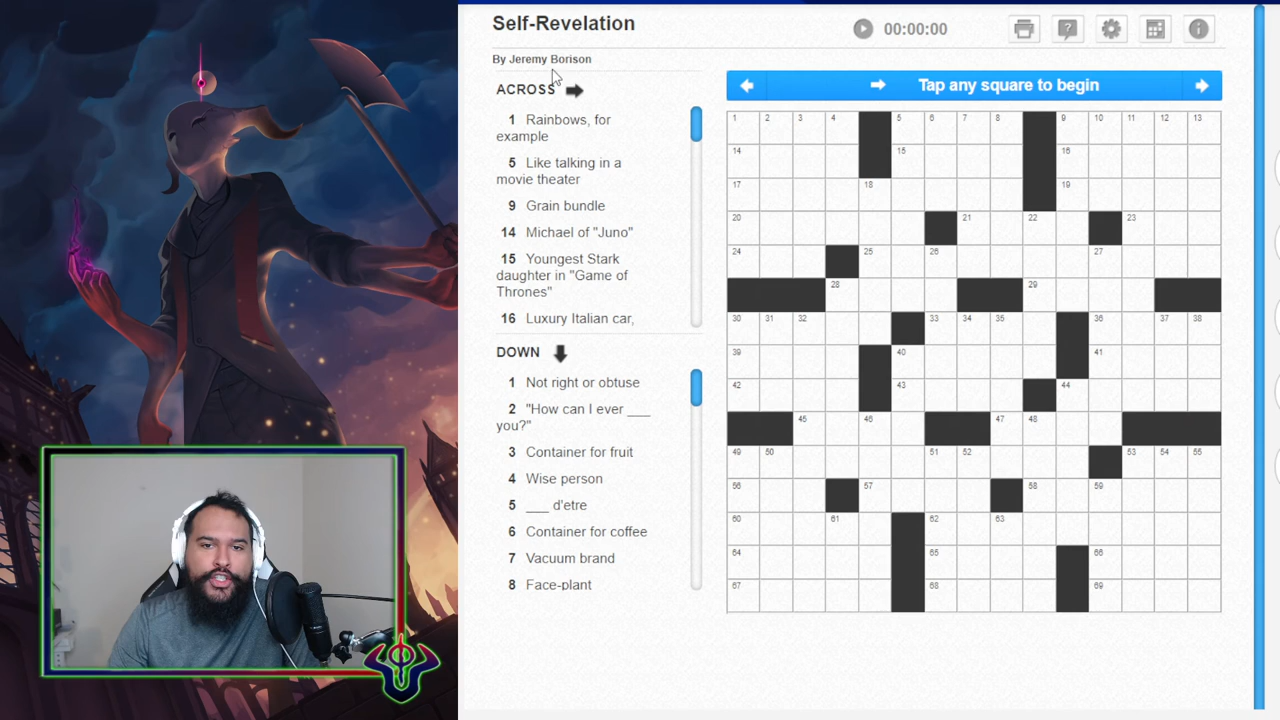 Self-Revelation
00:00:00
By Jeremy Borison
ACROSS
Tap any square to begin
1 Rainbows, for
example
5 Like talking in a
movie theater
9 Grain bundle
14 Michael of "Juno"
15 Youngest Stark
daughter in "Game of
Thrones"
16 Luxury Italian car,
DOWN
1 Not right or obtuse
2 "How can I ever ___
you?"
3 Container for fruit
4 Wise person
5 ___ d'etre
6 Container for coffee
7 Vacuum brand
8 Face-plant
1 2 3 4 5 6 7 8 9 10 11 12 13
14 15 16
17 18 19
20 21 22 23
24 25 26 27
28 29
30 31 32 33 34 35 36 37 38
39 40 41
42 43 44
45 46 47 48
49 50 51 52 53 54 55
56 57 58 59
60 61 62 63
64 65 66
67 68 69